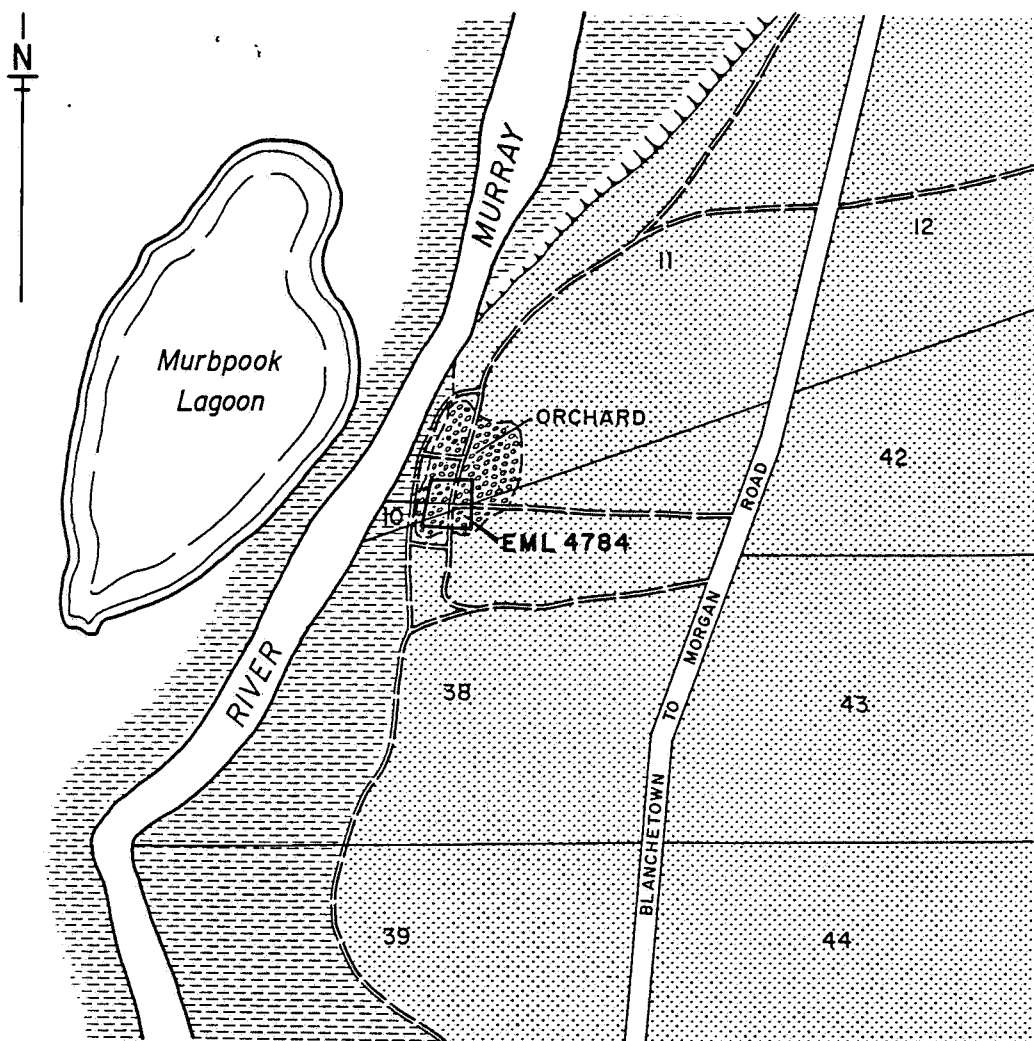 N
MURRAY
12
11
Murbpook
Lagoon
ORCHARD
42
10
EML 4784
38
43
RIVER
BLANCHETOWN TO MORGAN ROAD
39
44